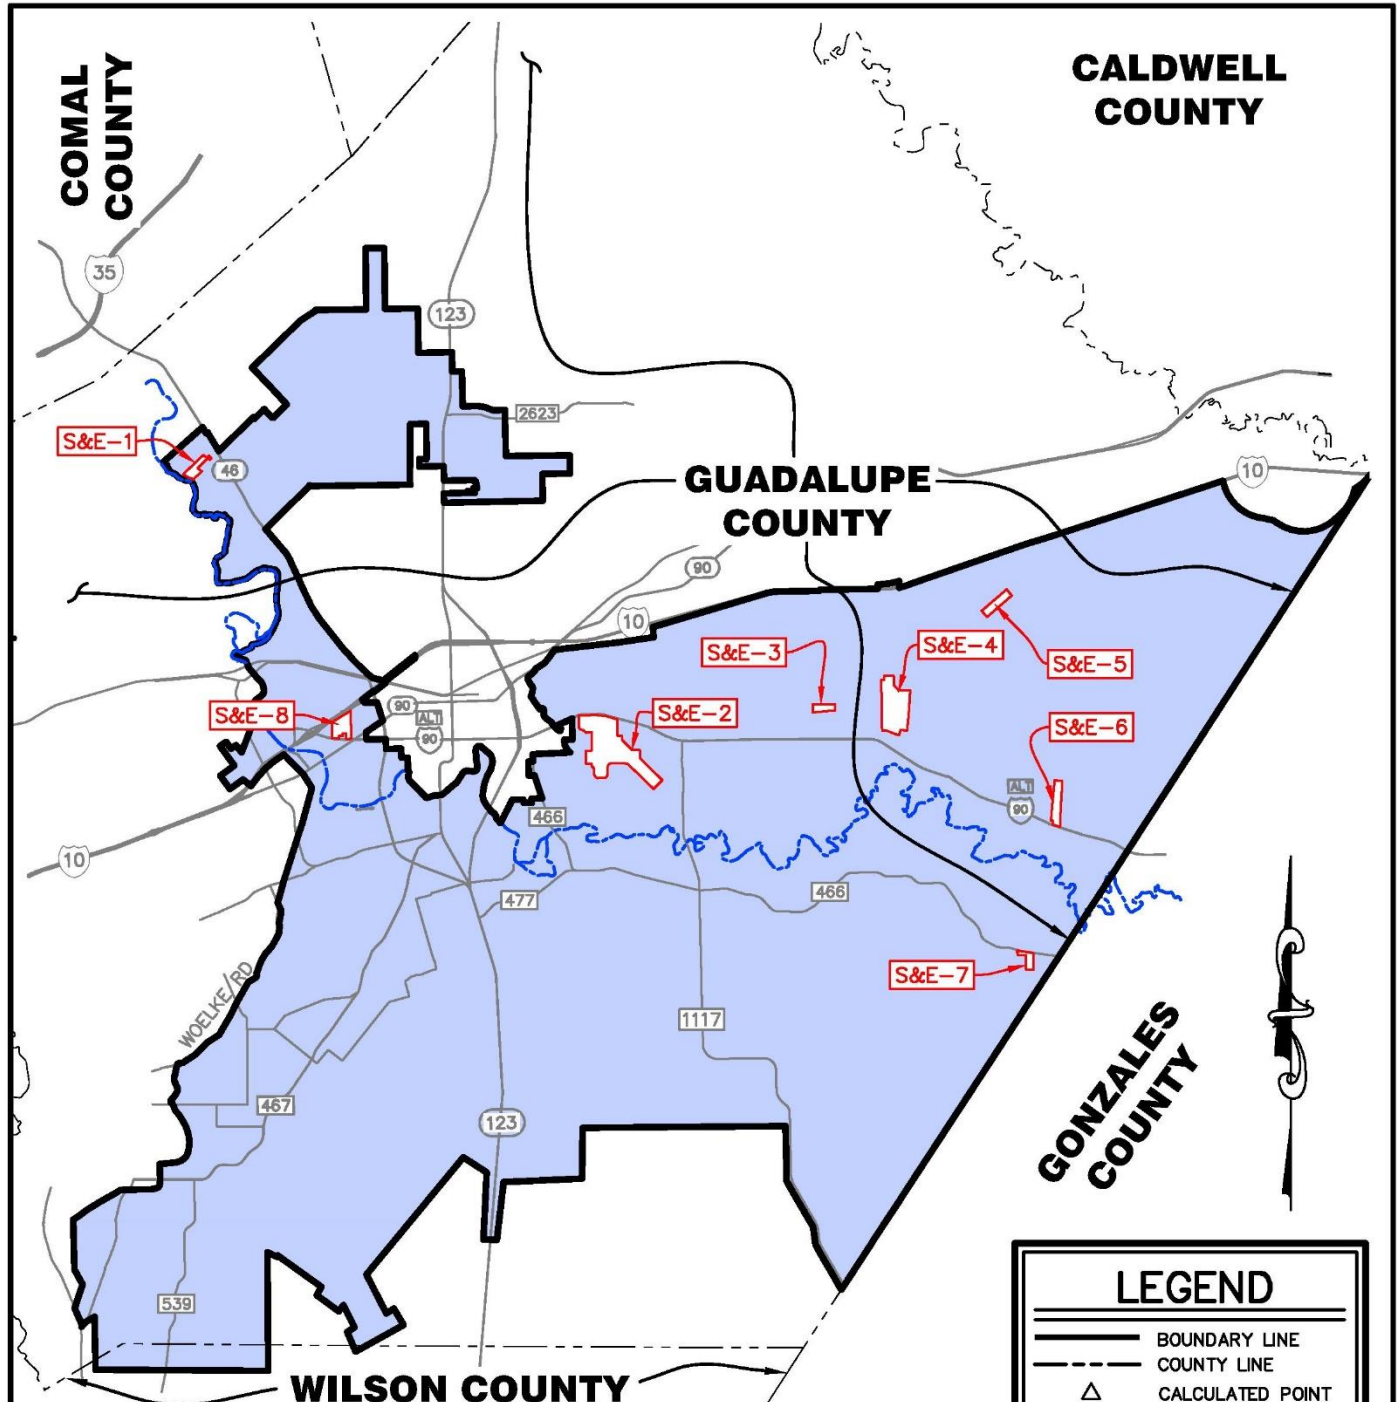 COMAL
COUNTY
CALDWELL
COUNTY
35
123
2623
S&E-1
46
GUADALUPE
COUNTY
10
90
10
S&E-3
S&E-4
S&E-5
S&E-8
90
ALT
90
S&E-2
S&E-6
ALT
90
466
10
477
466
S&E-7
WOELKE/RD
1117
GONZALES
COUNTY
467
123
539
WILSON COUNTY
LEGEND
BOUNDARY LINE
COUNTY LINE
CALCULATED POINT